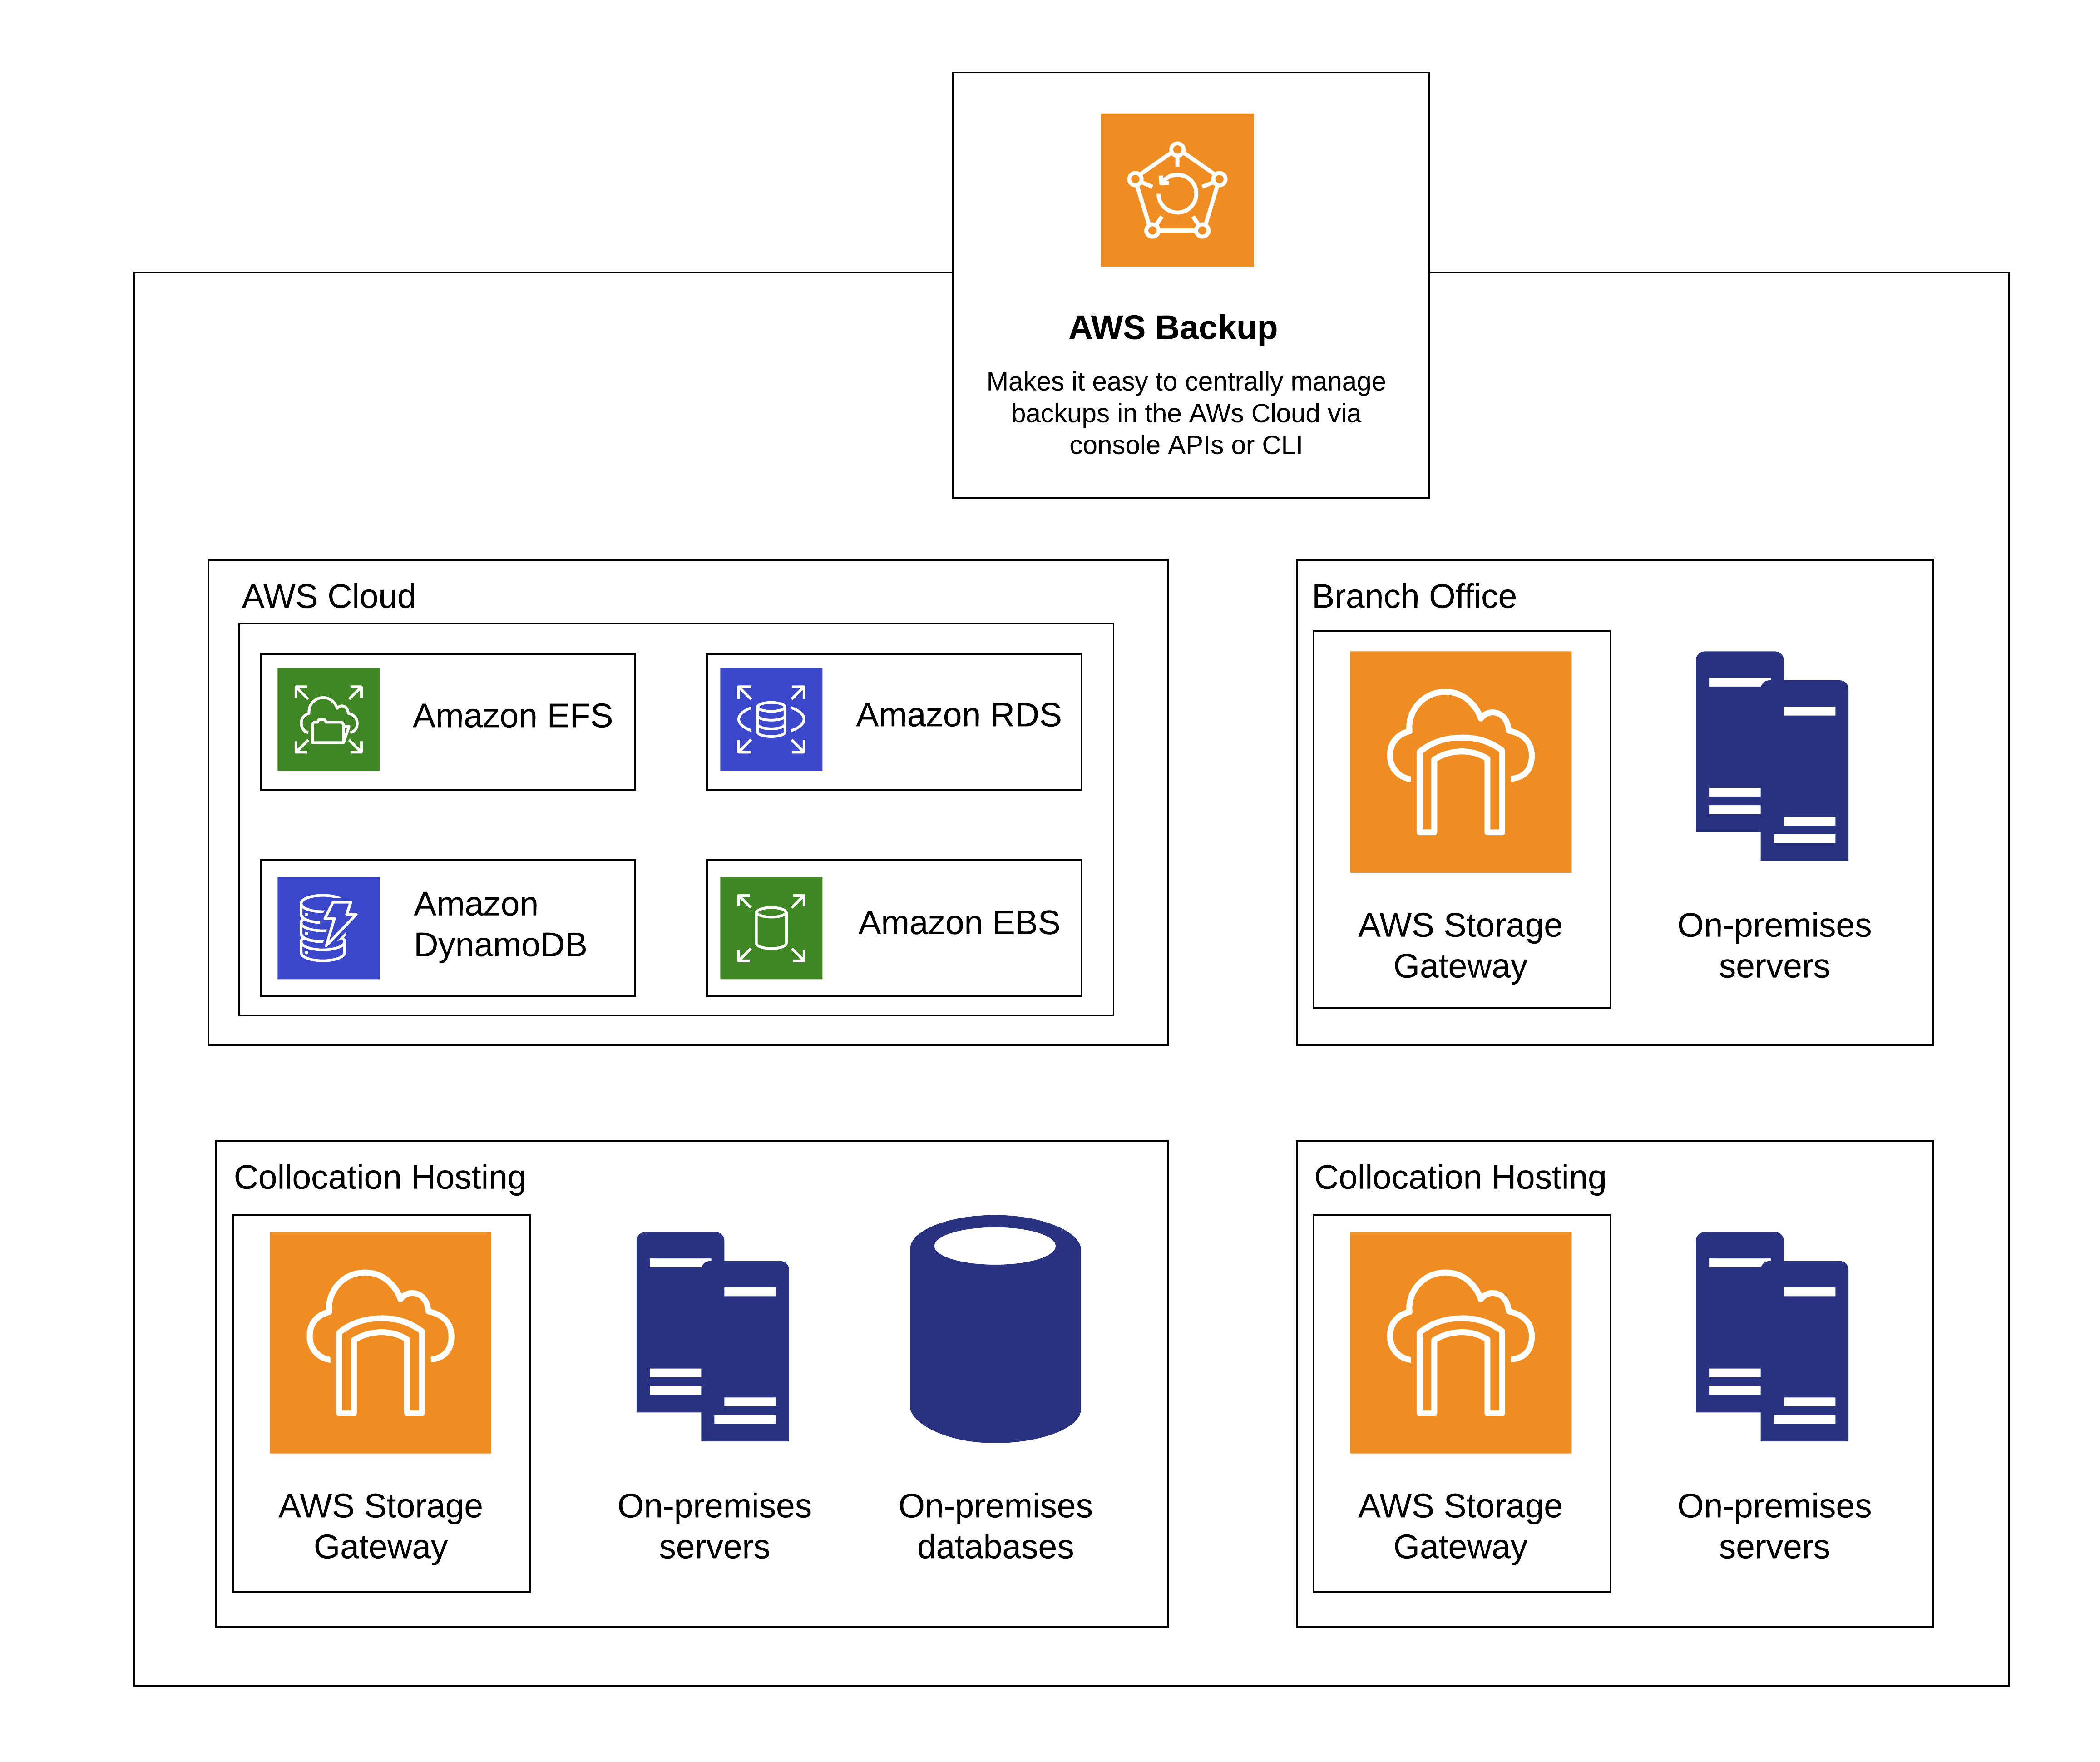 AWS Backup
Makes it easy to centrally manage
backups in the AWs Cloud via
console APIs or CLI
AWS Cloud
Amazon EFS
Amazon RDS
Amazon
DynamoDB
Amazon EBS
Branch Office
AWS Storage
Gateway
On-premises
servers
Collocation Hosting
AWS Storage
Gateway
On-premises
servers
On-premises
databases
Collocation Hosting
AWS Storage
Gateway
On-premises
servers